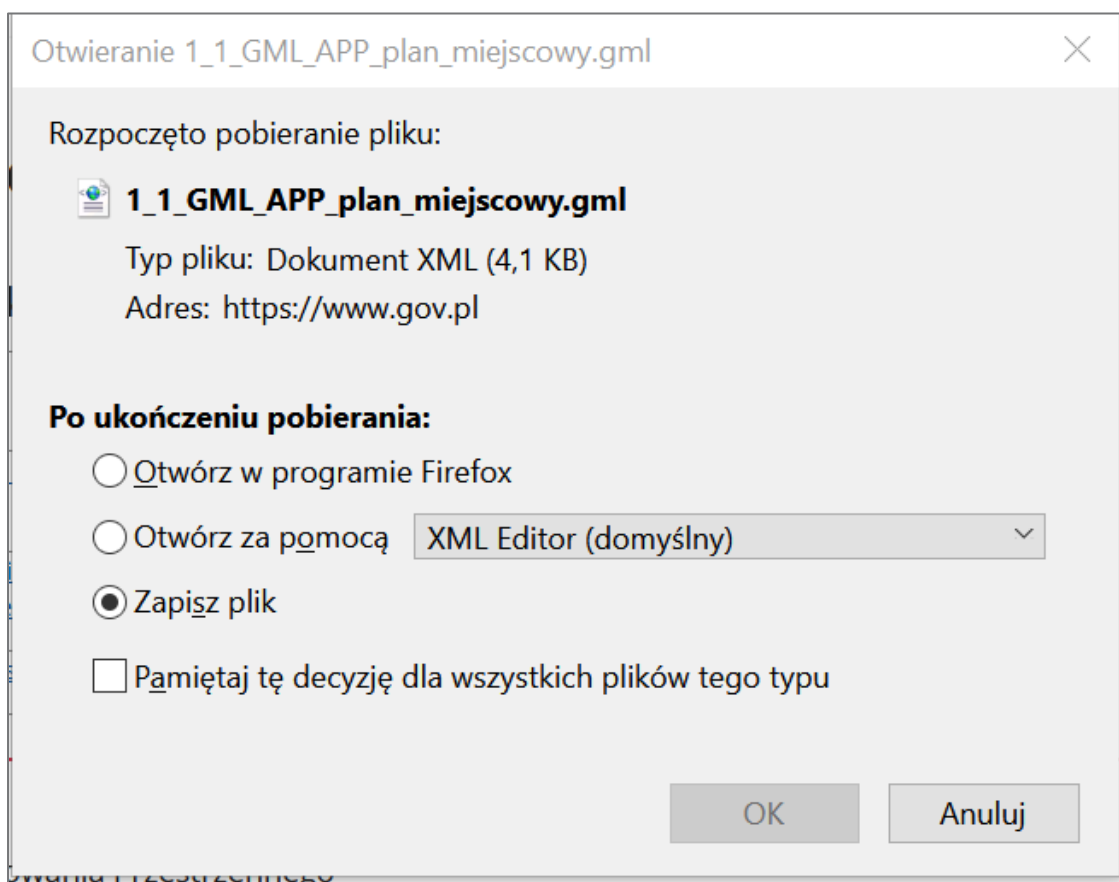 Otwieranie 1_1_GML_APP_plan_miejscowy.gml
Rozpoczęto pobieranie pliku:
1_1_GML_APP_plan_miejscowy.gml
Typ pliku: Dokument XML (4,1 KB)
Adres: https://www.gov.pl
Po ukończeniu pobierania:
Otwórz w programie Firefox
Otwórz za pomocą XML Editor (domyślny)
Zapisz plik
Pamiętaj tę decyzję dla wszystkich plików tego typu
OK Anuluj